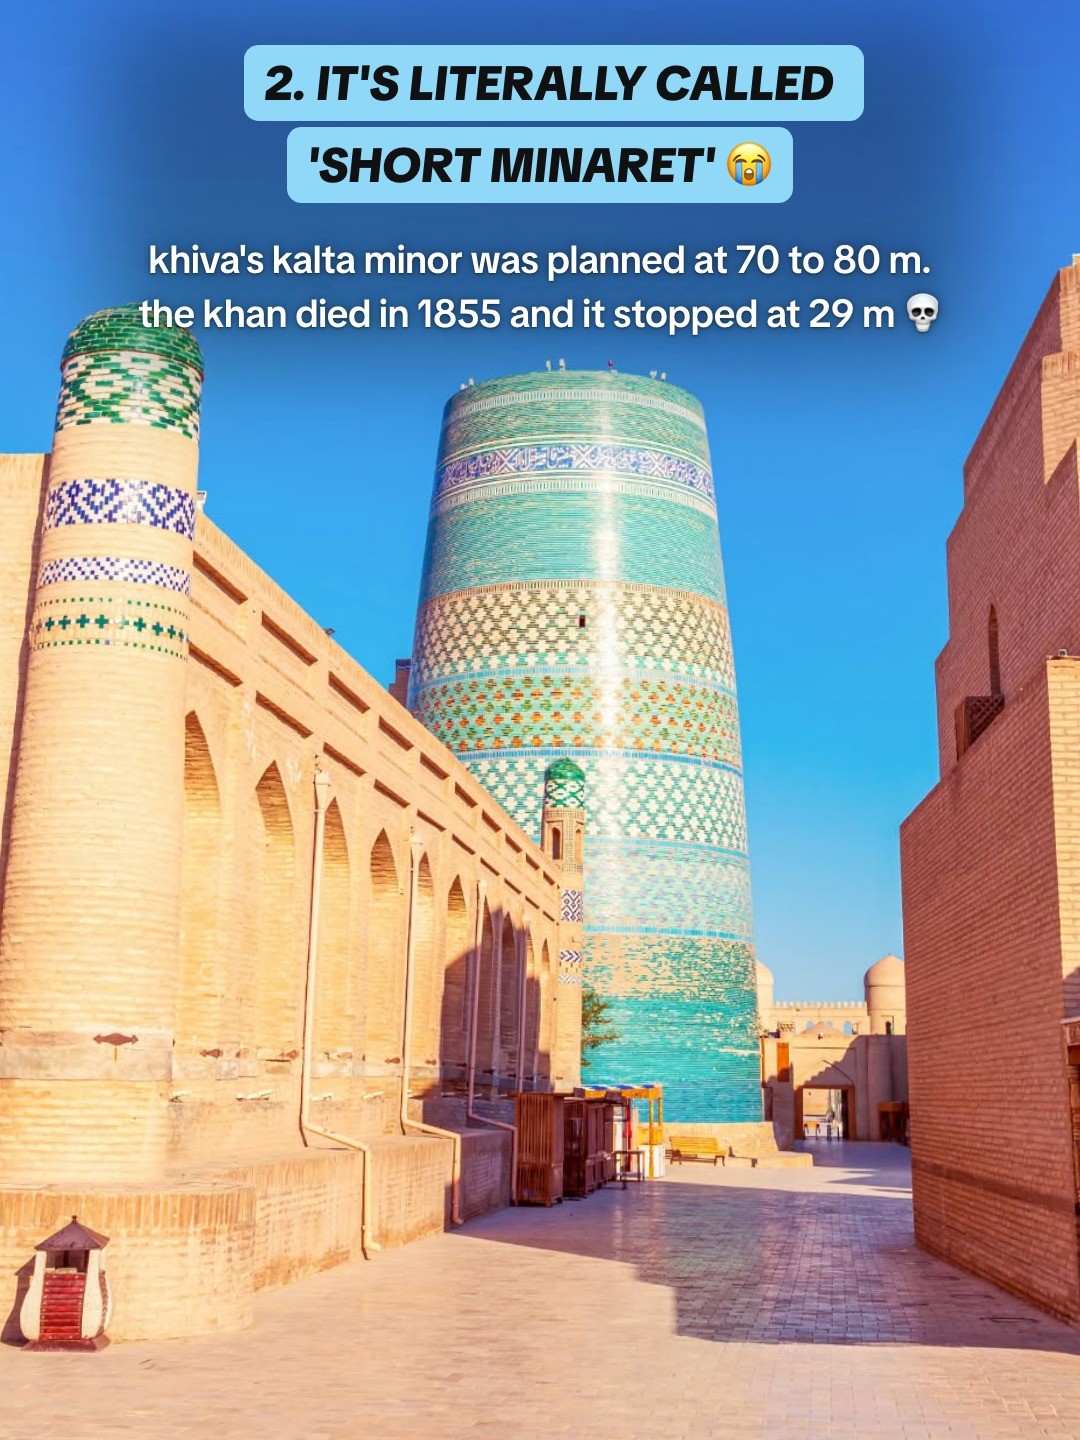 2. IT'S LITERALLY CALLED
'SHORT MINARET' 😭
khiva's kalta minor was planned at 70 to 80 m.
the khan died in 1855 and it stopped at 29 m 💀